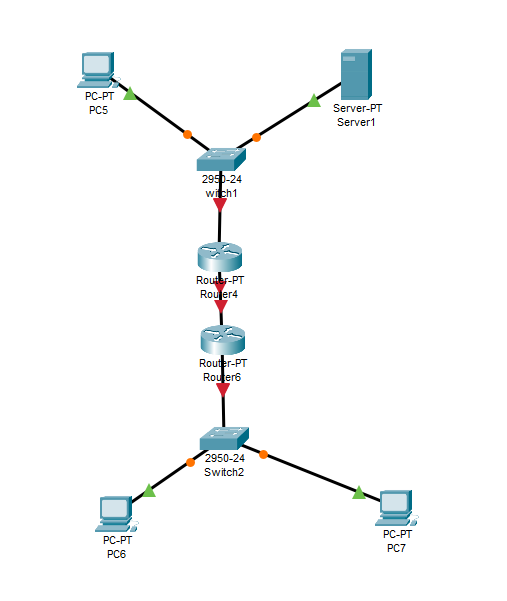 PC-PT
PC5
Server-PT
Server1
2950-24
witch1
Router-PT
Router4
Router-PT
Router6
2950-24
Switch2
PC-PT
PC6
PC-PT
PC7